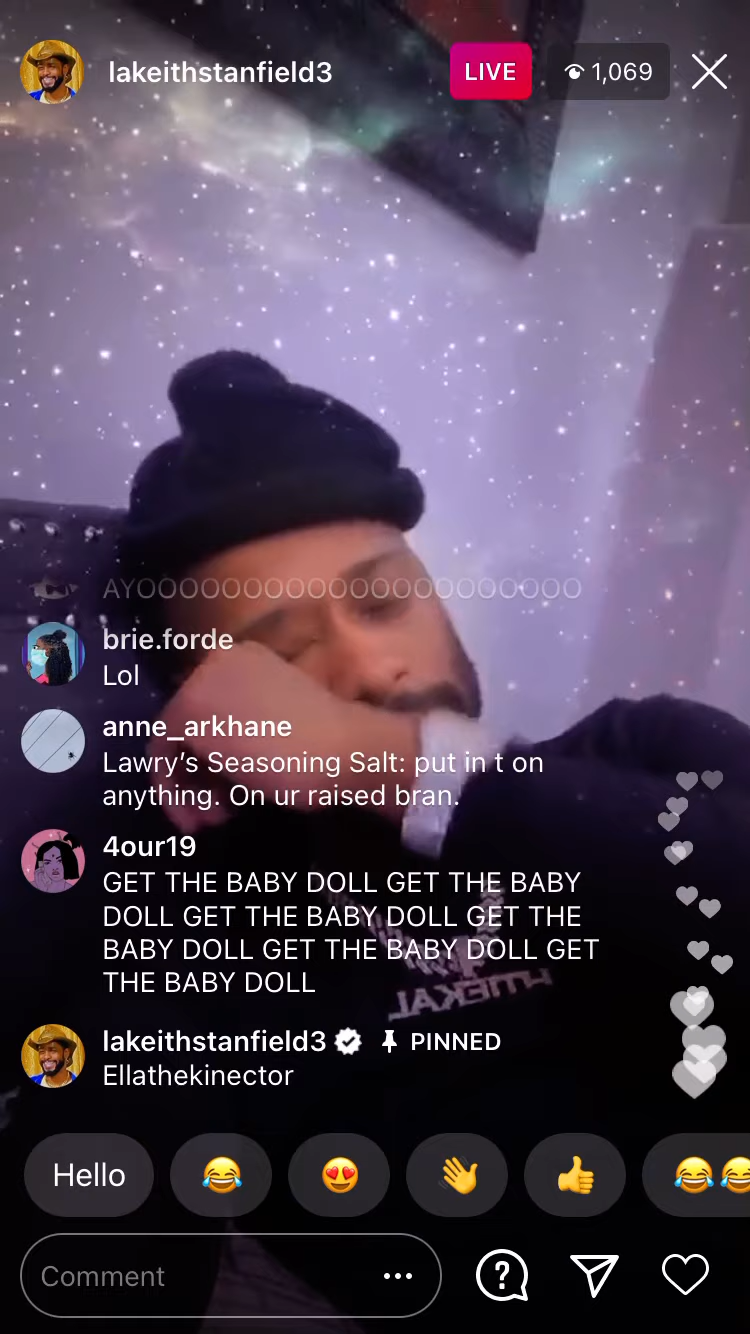 lakeithstanfield3
LIVE
1,069
AYOOOOOOOOOOOOOOOOOOOOOO
brie.forde
Lol
anne_arkhane
Lawry’s Seasoning Salt: put in t on
anything. On ur raised bran.
4our19
GET THE BABY DOLL GET THE BABY
DOLL GET THE BABY DOLL GET THE
BABY DOLL GET THE BABY DOLL GET
THE BABY DOLL
lakeithstanfield3 PINNED
Ellathekinector
Hello
Comment